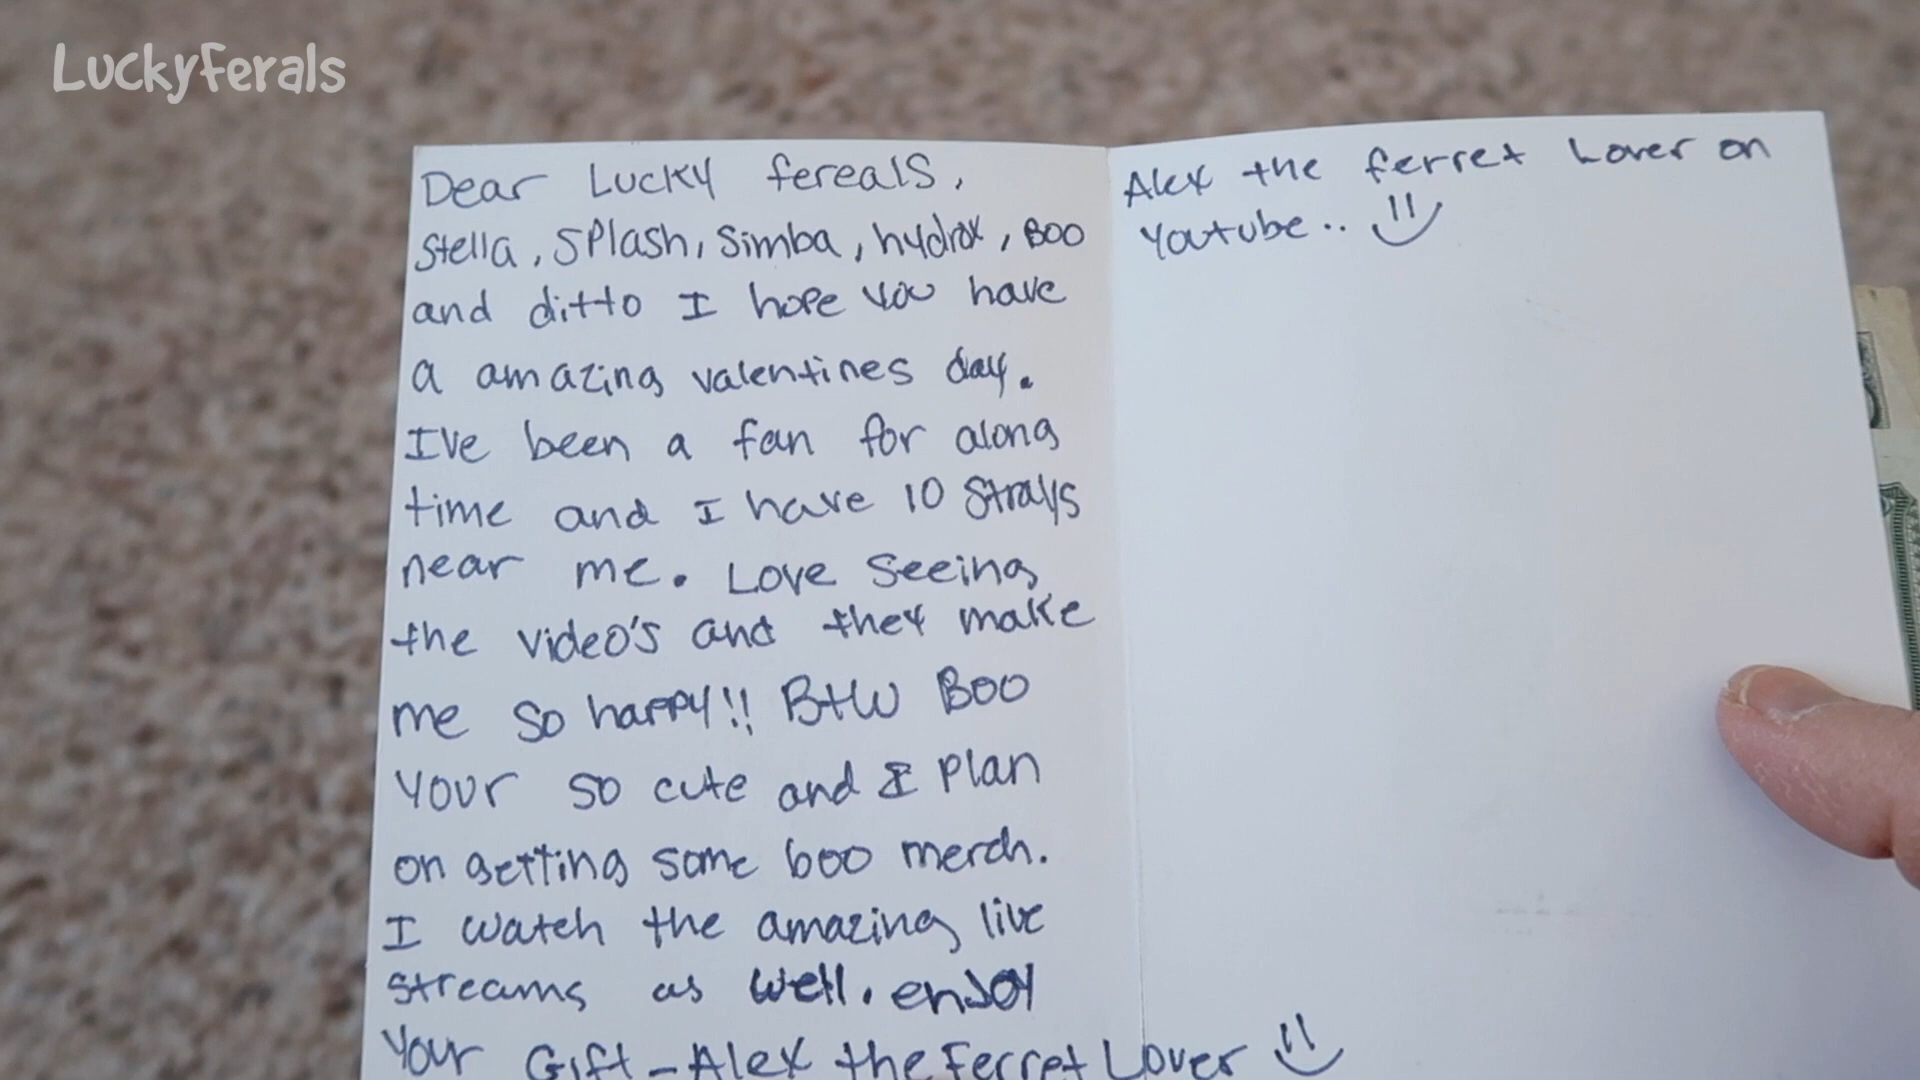 Luckyferals
Dear Lucky fereals,
Stella, Splash, Simba, hydrox, Boo
and ditto I hope you have
a amazing valentines day.
I've been a fan for along
time and I have 10 Strays
near me. Love seeing
the video's and they make
me so happy!! BtW Boo
your so cute and I plan
on getting some boo merch.
I watch the amazing live
streams as well. enjoy
Your Gift - Alex the Ferret Lover
Alex the ferret Lover on
Youtube..